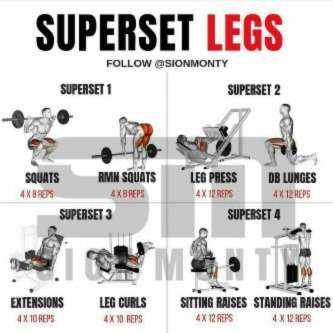 SUPERSET LEGS
FOLLOW @SIONMONTY
SUPERSET 1
SQUATS
4 X 8 REPS
RMN SQUATS
4 X 8 REPS
SUPERSET 2
LEG PRESS
4 X 12 REPS
DB LUNGES
4 X 12 REPS
SUPERSET 3
EXTENSIONS
4 X 10 REPS
LEG CURLS
4 X 10 REPS
SUPERSET 4
SITTING RAISES
4 X 12 REPS
STANDING RAISES
4 X 12 REPS
SM
SIONMONTY